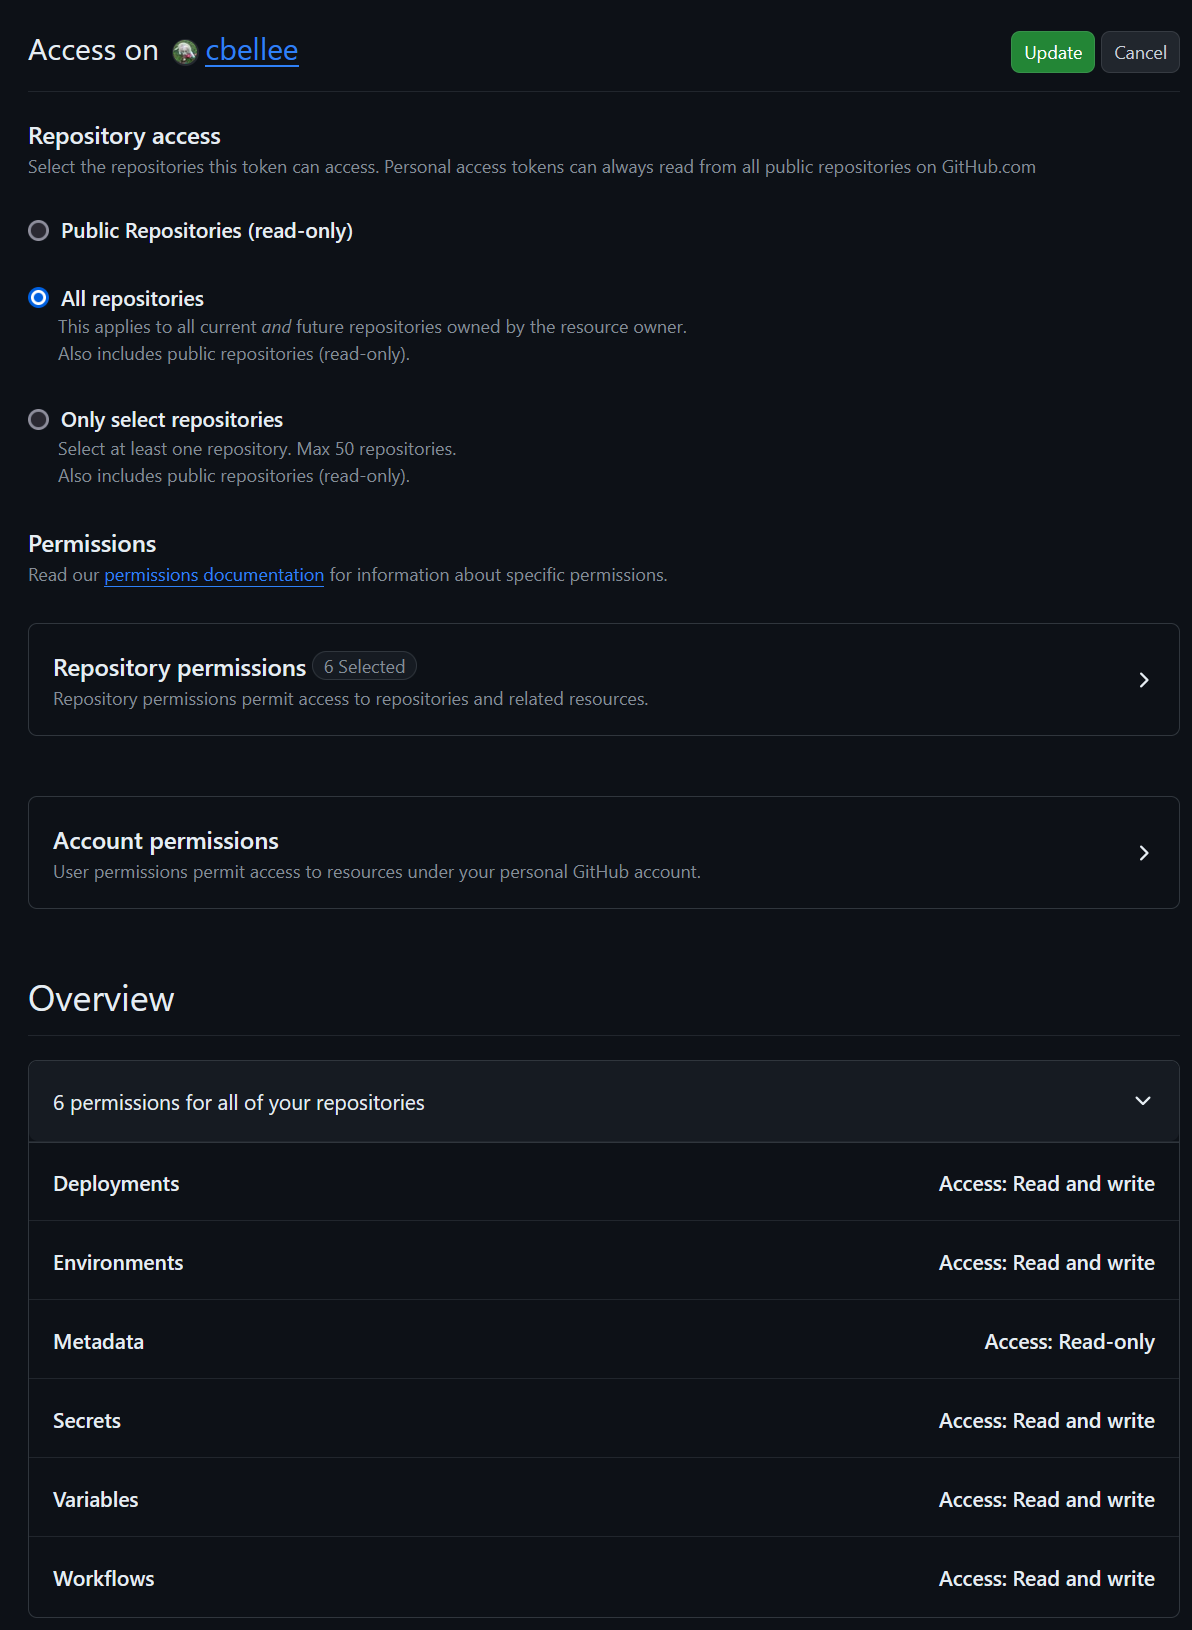 Access on cbellee
Update
Cancel
Repository access
Select the repositories this token can access. Personal access tokens can always read from all public repositories on GitHub.com
Public Repositories (read-only)
All repositories
This applies to all current and future repositories owned by the resource owner.
Also includes public repositories (read-only).
Only select repositories
Select at least one repository. Max 50 repositories.
Also includes public repositories (read-only).
Permissions
Read our permissions documentation for information about specific permissions.
Repository permissions 6 Selected
Repository permissions permit access to repositories and related resources.
Account permissions
User permissions permit access to resources under your personal GitHub account.
Overview
6 permissions for all of your repositories
Deployments Access: Read and write
Environments Access: Read and write
Metadata Access: Read-only
Secrets Access: Read and write
Variables Access: Read and write
Workflows Access: Read and write